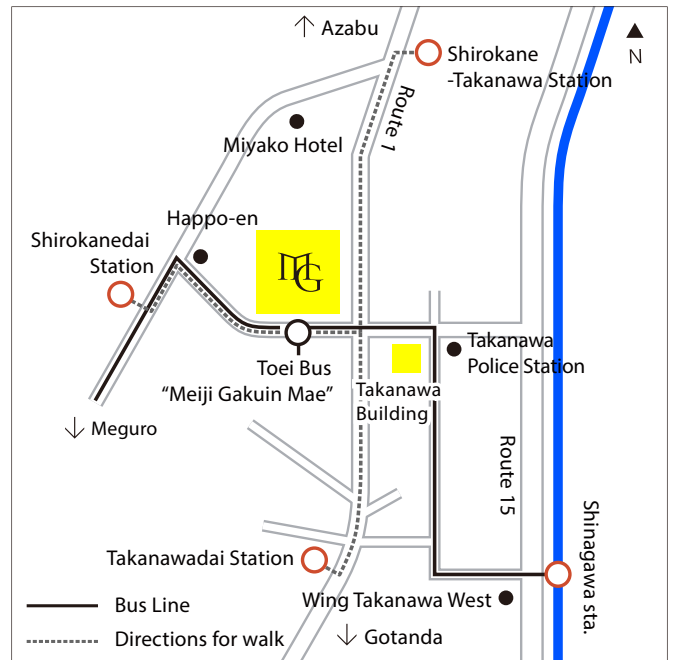 ↑ Azabu
N
Shirokane
-Takanawa Station
Route 1
Miyako Hotel
Happo-en
Shirokanedai
Station
MG
Toei Bus
“Meiji Gakuin Mae”
Takanawa
Police Station
Takanawa
Building
↓ Meguro
Route 15
Shinagawa sta.
Takanawadai Station
Wing Takanawa West
Bus Line
Directions for walk
↓ Gotanda